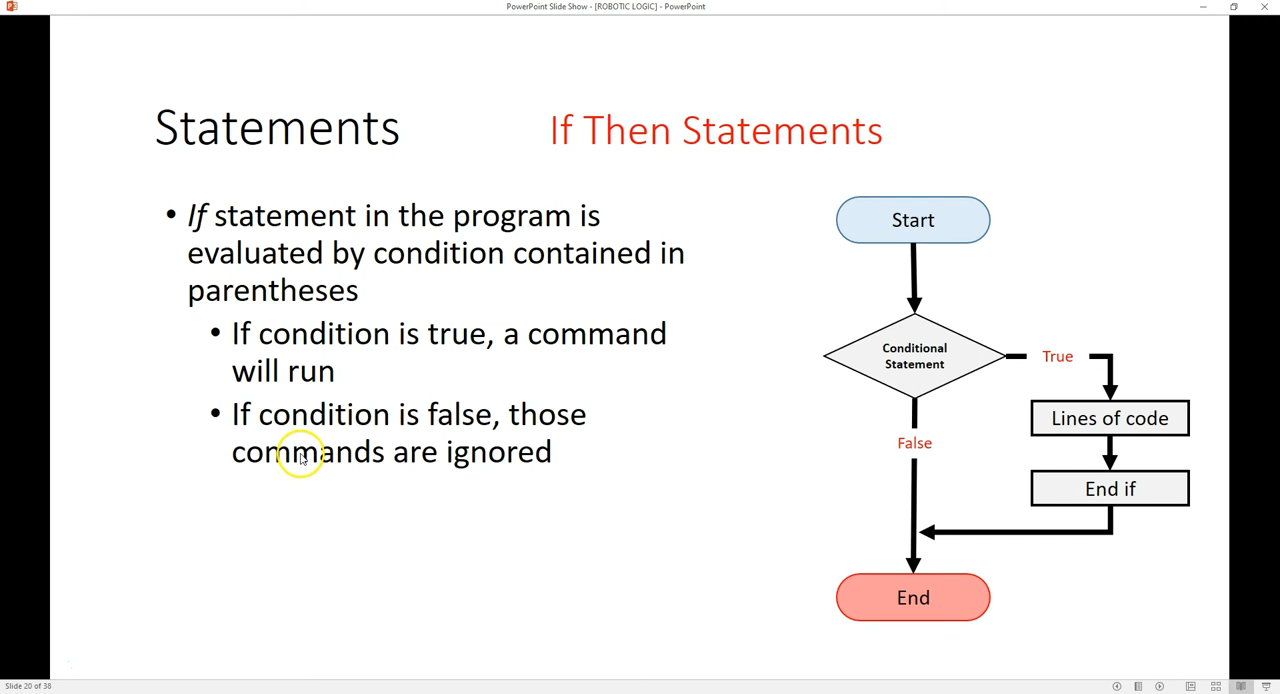 PowerPoint Slide Show - [ROBOTIC LOGIC] - PowerPoint
Statements
If Then Statements
• If statement in the program is
evaluated by condition contained in
parentheses
• If condition is true, a command
will run
• If condition is false, those
commands are ignored
Start
Conditional
Statement
True
Lines of code
False
End if
End
Slide 20 of 38